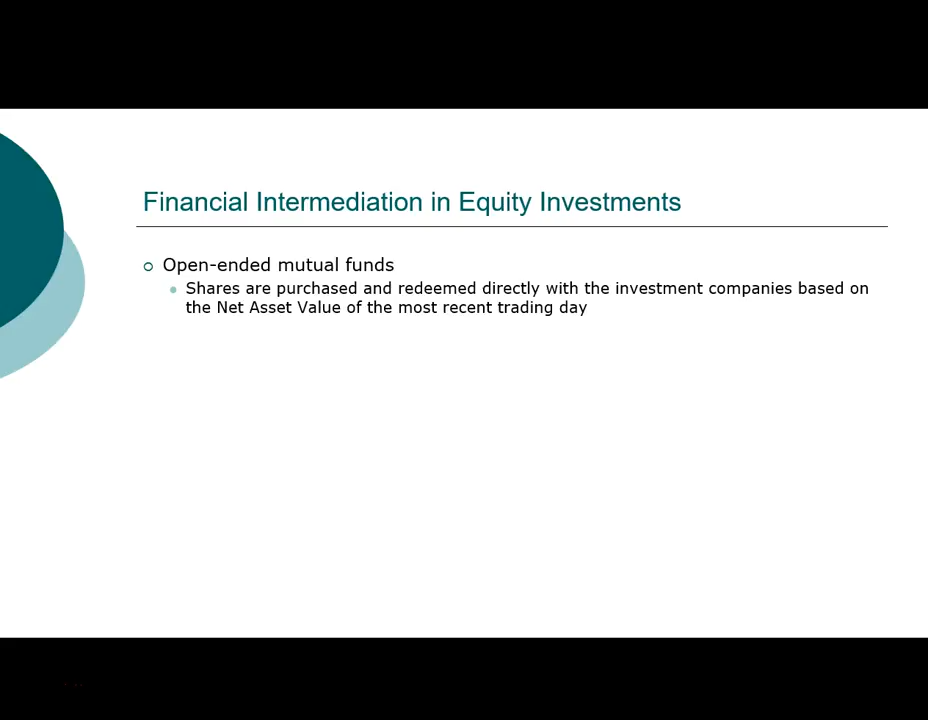 Financial Intermediation in Equity Investments
Open-ended mutual funds
Shares are purchased and redeemed directly with the investment companies based on
the Net Asset Value of the most recent trading day